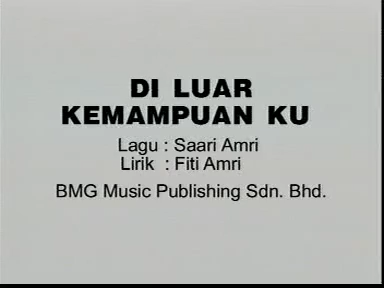 DI LUAR
KEMAMPUAN KU
Lagu : Saari Amri
Lirik : Fiti Amri
BMG Music Publishing Sdn. Bhd.